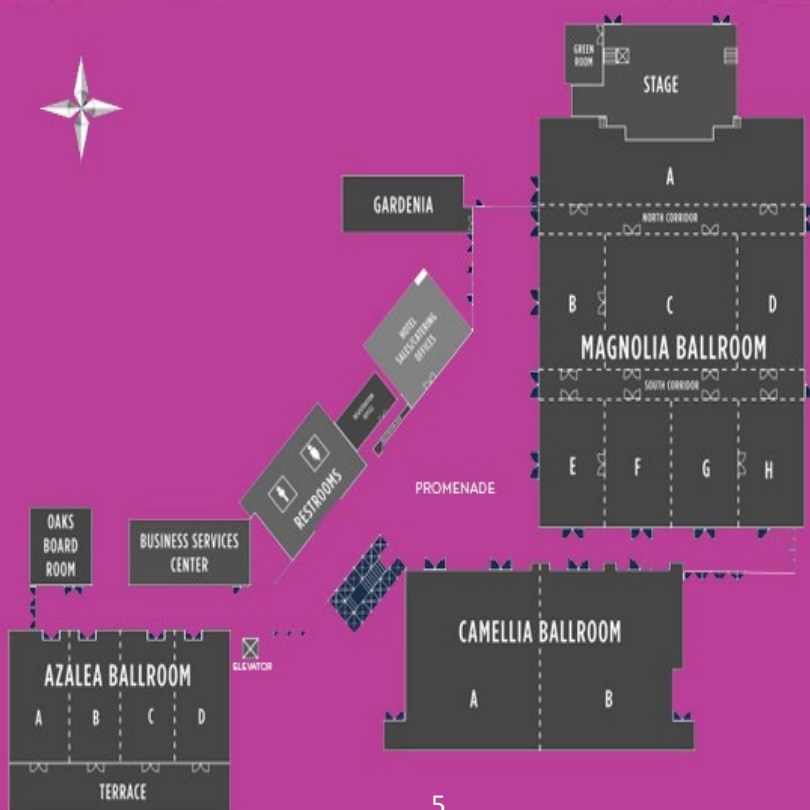 GREEN
ROOM
STAGE
A
NORTH CORRIDOR
GARDENIA
B
C
D
MAGNOLIA BALLROOM
SOUTH CORRIDOR
HOTEL
SALES/CATERING
OFFICES
E
F
G
H
RESTROOMS
PROMENADE
OAKS
BOARD
ROOM
BUSINESS SERVICES
CENTER
ELEVATOR
AZALEA BALLROOM
A
B
C
D
TERRACE
CAMELLIA BALLROOM
A
B
5